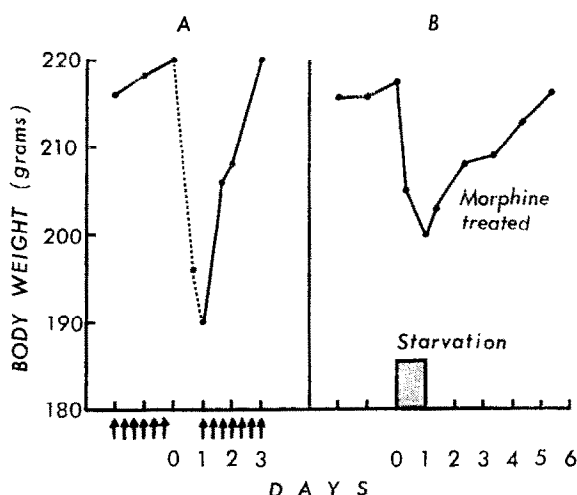 A
B
BODY WEIGHT (grams)
220
210
200
190
180
Morphine
treated
Starvation
0 1 2 3
0 1 2 3 4 5 6
DAYS